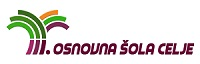 III. OSNOVNA ŠOLA CELJE